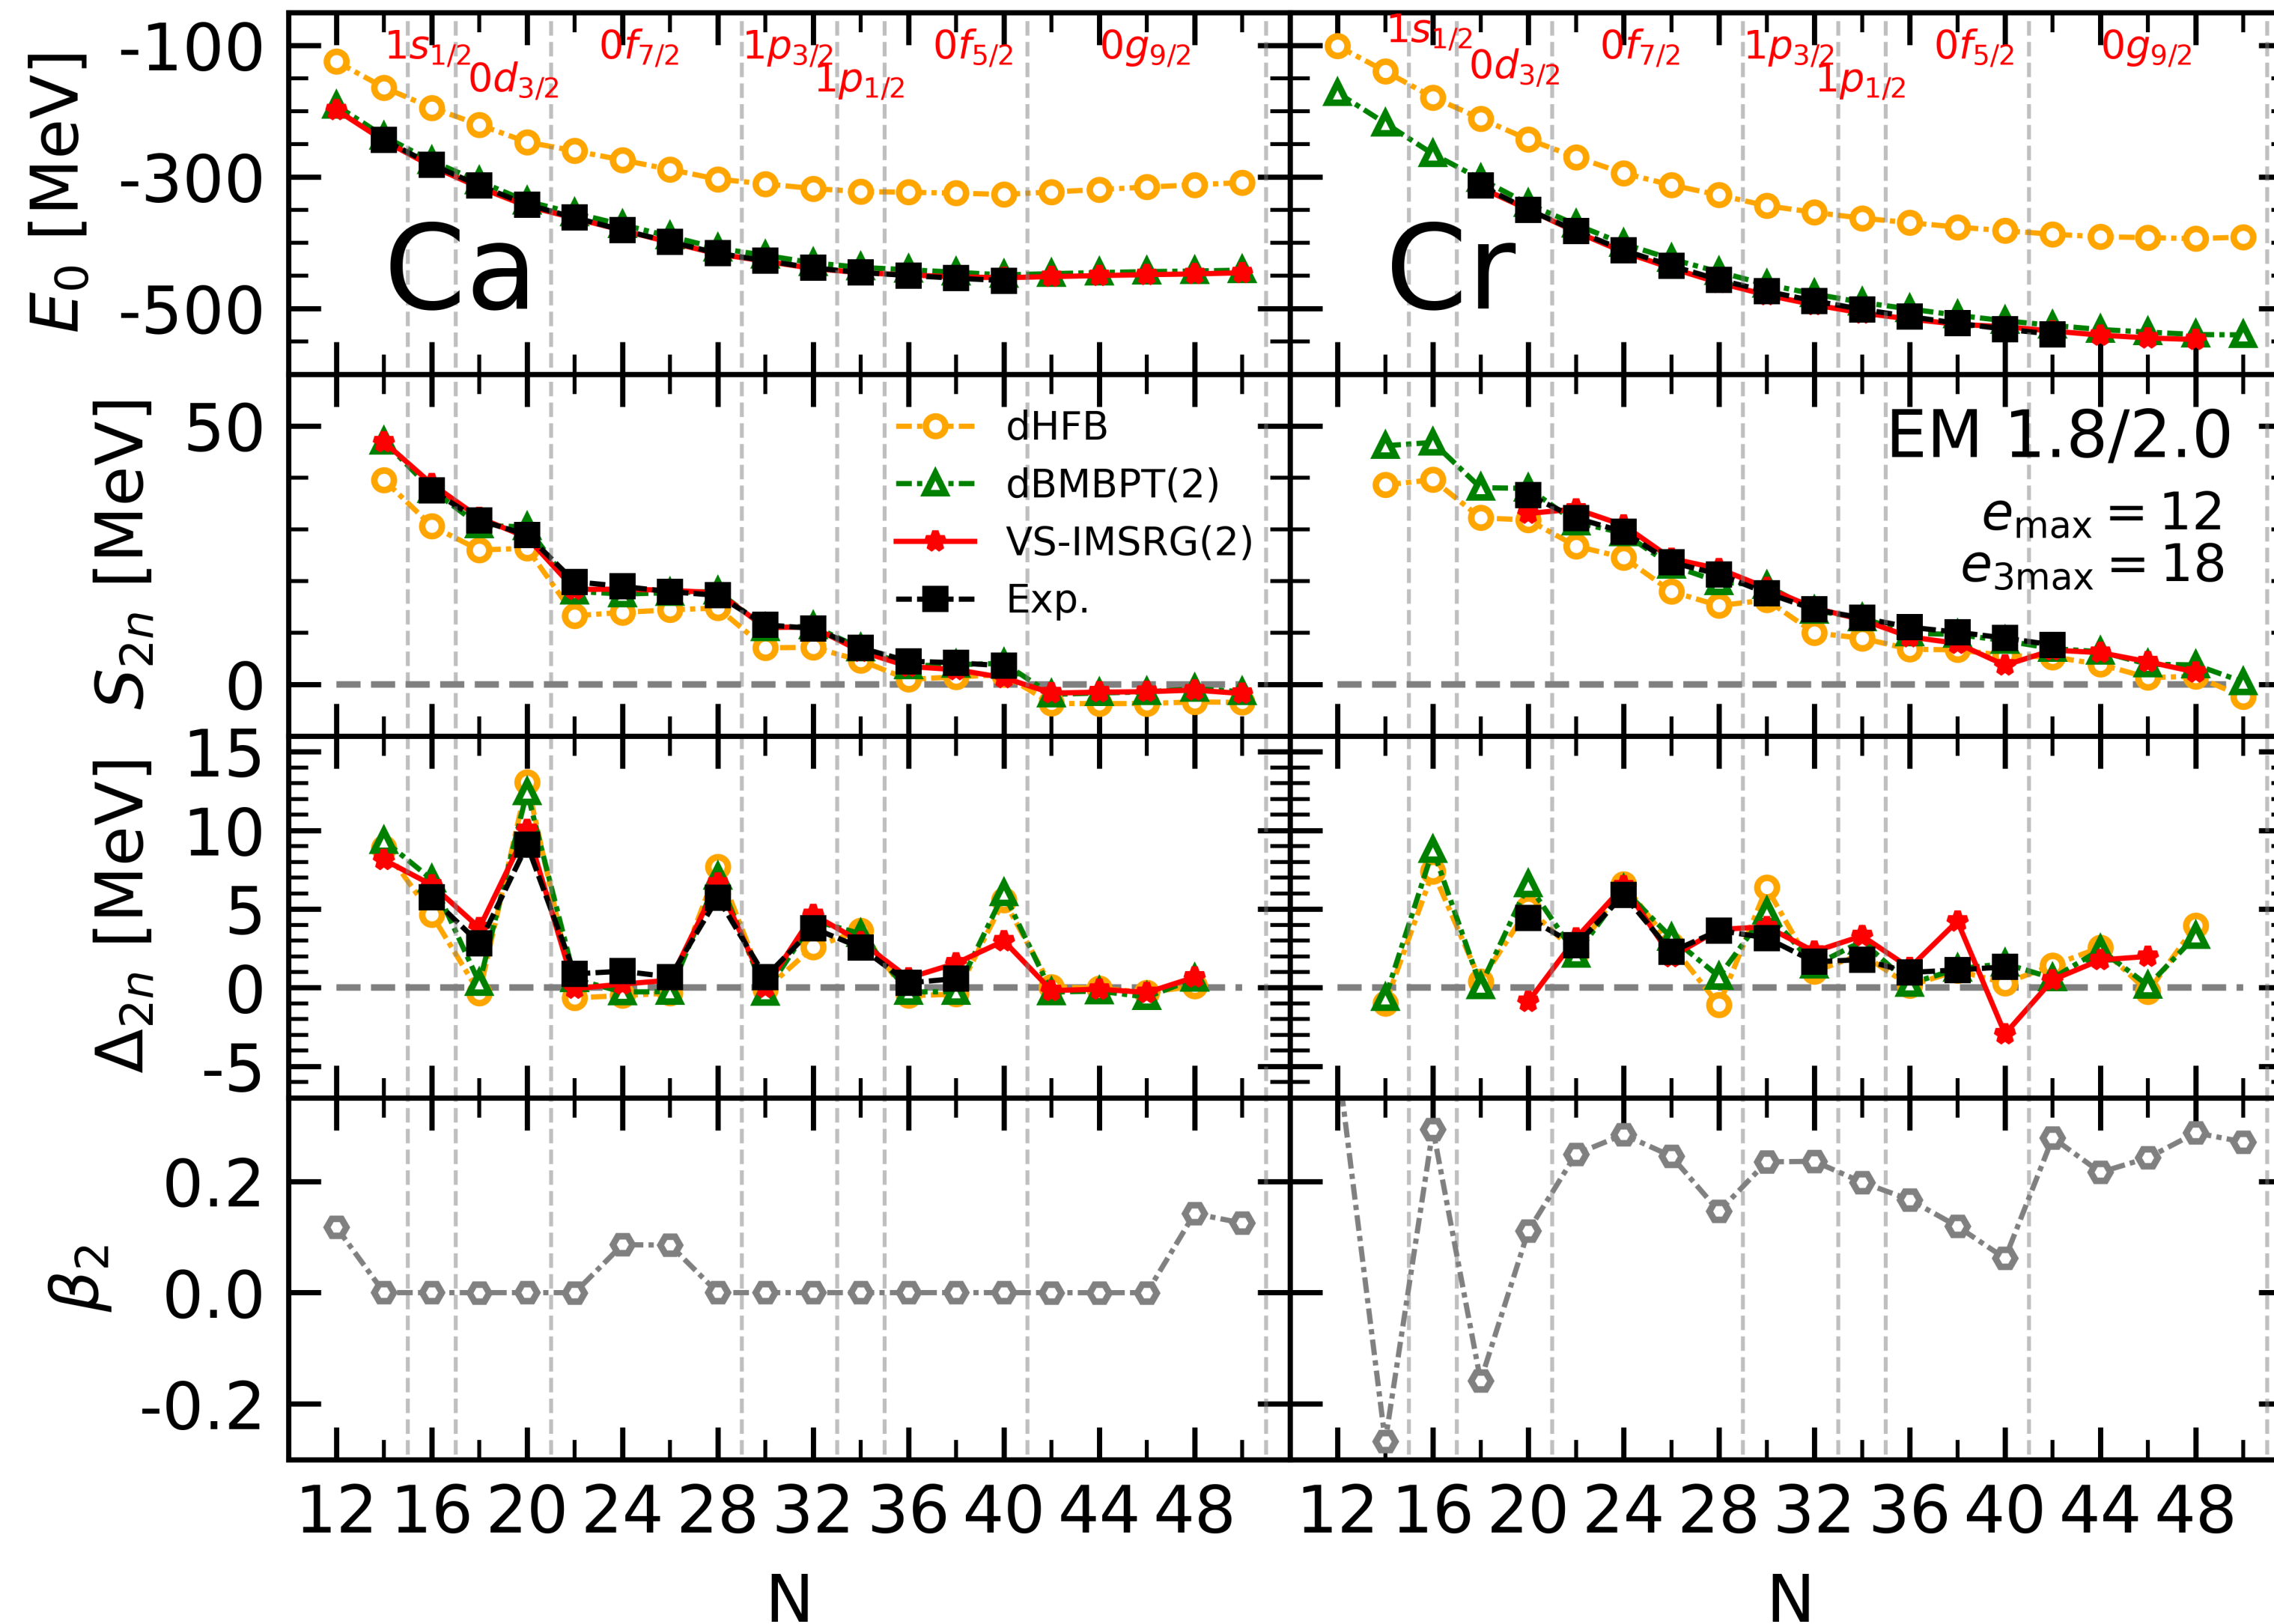 -100
-300
-500
E₀ [MeV]
1s₁/₂
0d₃/₂
0f₇/₂
1p₃/₂
1p₁/₂
0f₅/₂
0g₉/₂
Ca
1s₁/₂
0d₃/₂
0f₇/₂
1p₃/₂
1p₁/₂
0f₅/₂
0g₉/₂
Cr
50
0
S₂ₙ [MeV]
dHFB
dBMBPT(2)
VS-IMSRG(2)
Exp.
EM 1.8/2.0
eₘₐₓ = 12
e₃ₘₐₓ = 18
15
10
5
0
-5
Δ₂ₙ [MeV]
0.2
0.0
-0.2
β₂
12 16 20 24 28 32 36 40 44 48
N
12 16 20 24 28 32 36 40 44 48
N